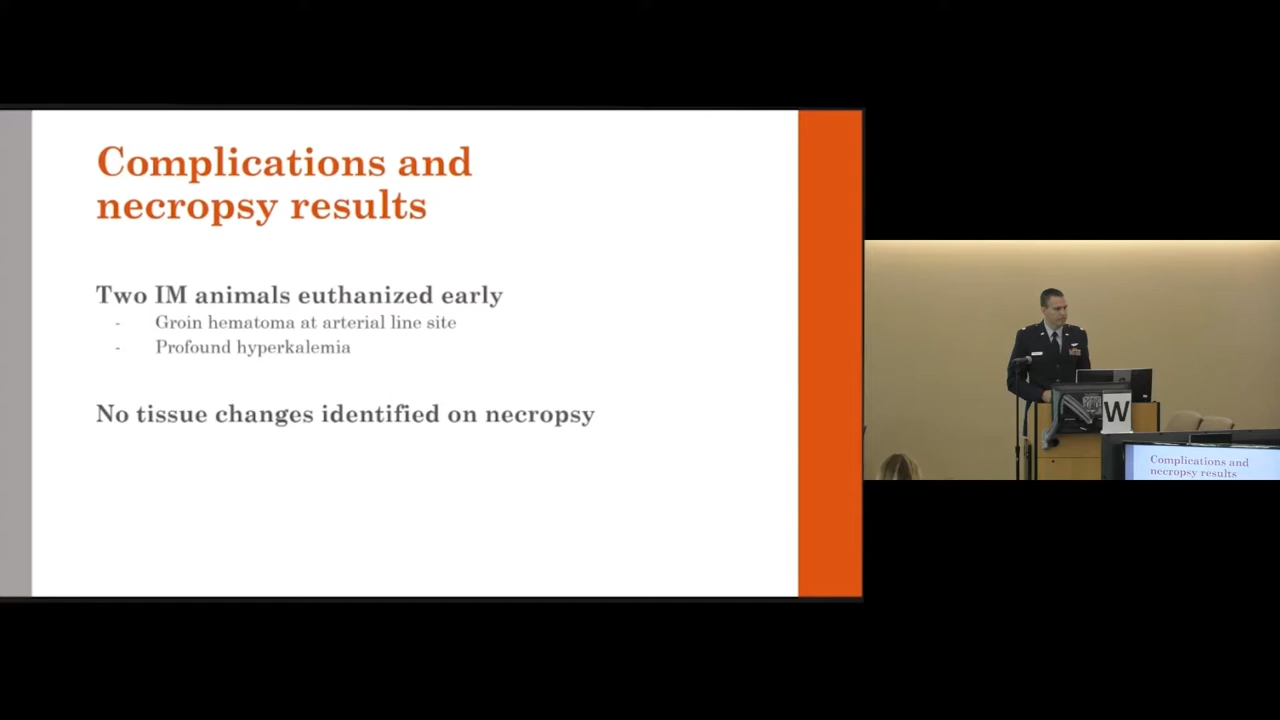 Complications and
necropsy results
Two IM animals euthanized early
- Groin hematoma at arterial line site
- Profound hyperkalemia
No tissue changes identified on necropsy
W
Complications and
necropsy results